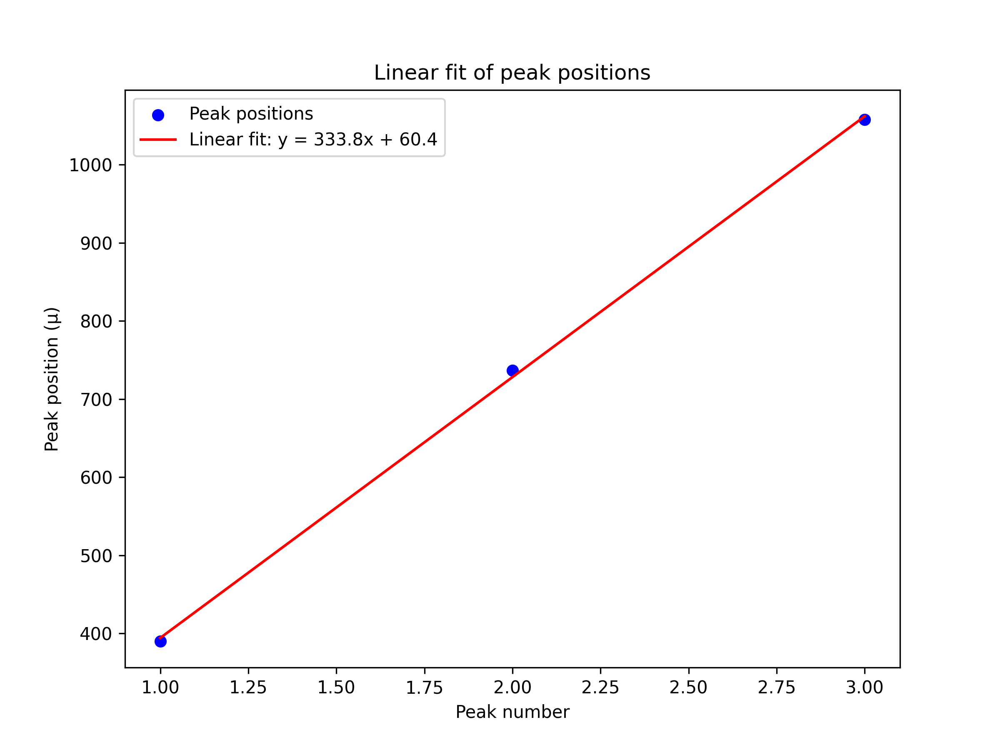 Linear fit of peak positions
Peak positions
Linear fit: y = 333.8x + 60.4
1000
900
800
700
600
500
400
Peak position (μ)
1.00 1.25 1.50 1.75 2.00 2.25 2.50 2.75 3.00
Peak number